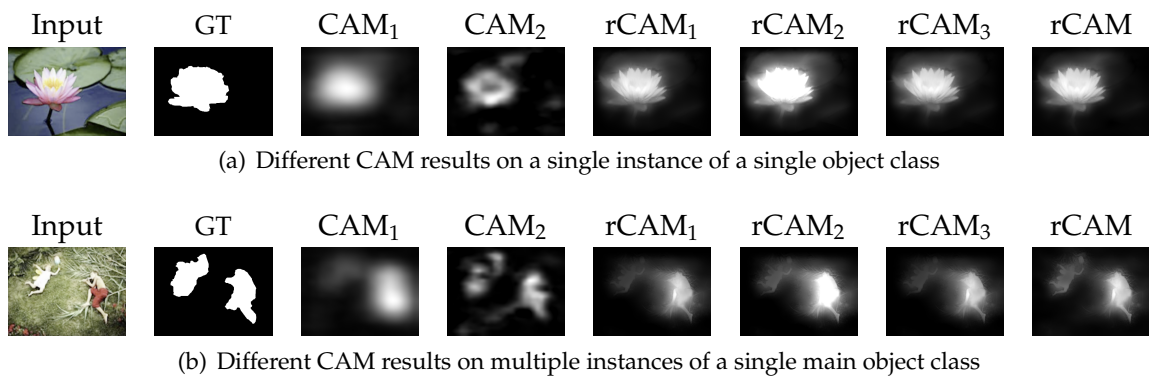 Input GT CAM₁ CAM₂ rCAM₁ rCAM₂ rCAM₃ rCAM
(a) Different CAM results on a single instance of a single object class
Input GT CAM₁ CAM₂ rCAM₁ rCAM₂ rCAM₃ rCAM
(b) Different CAM results on multiple instances of a single main object class